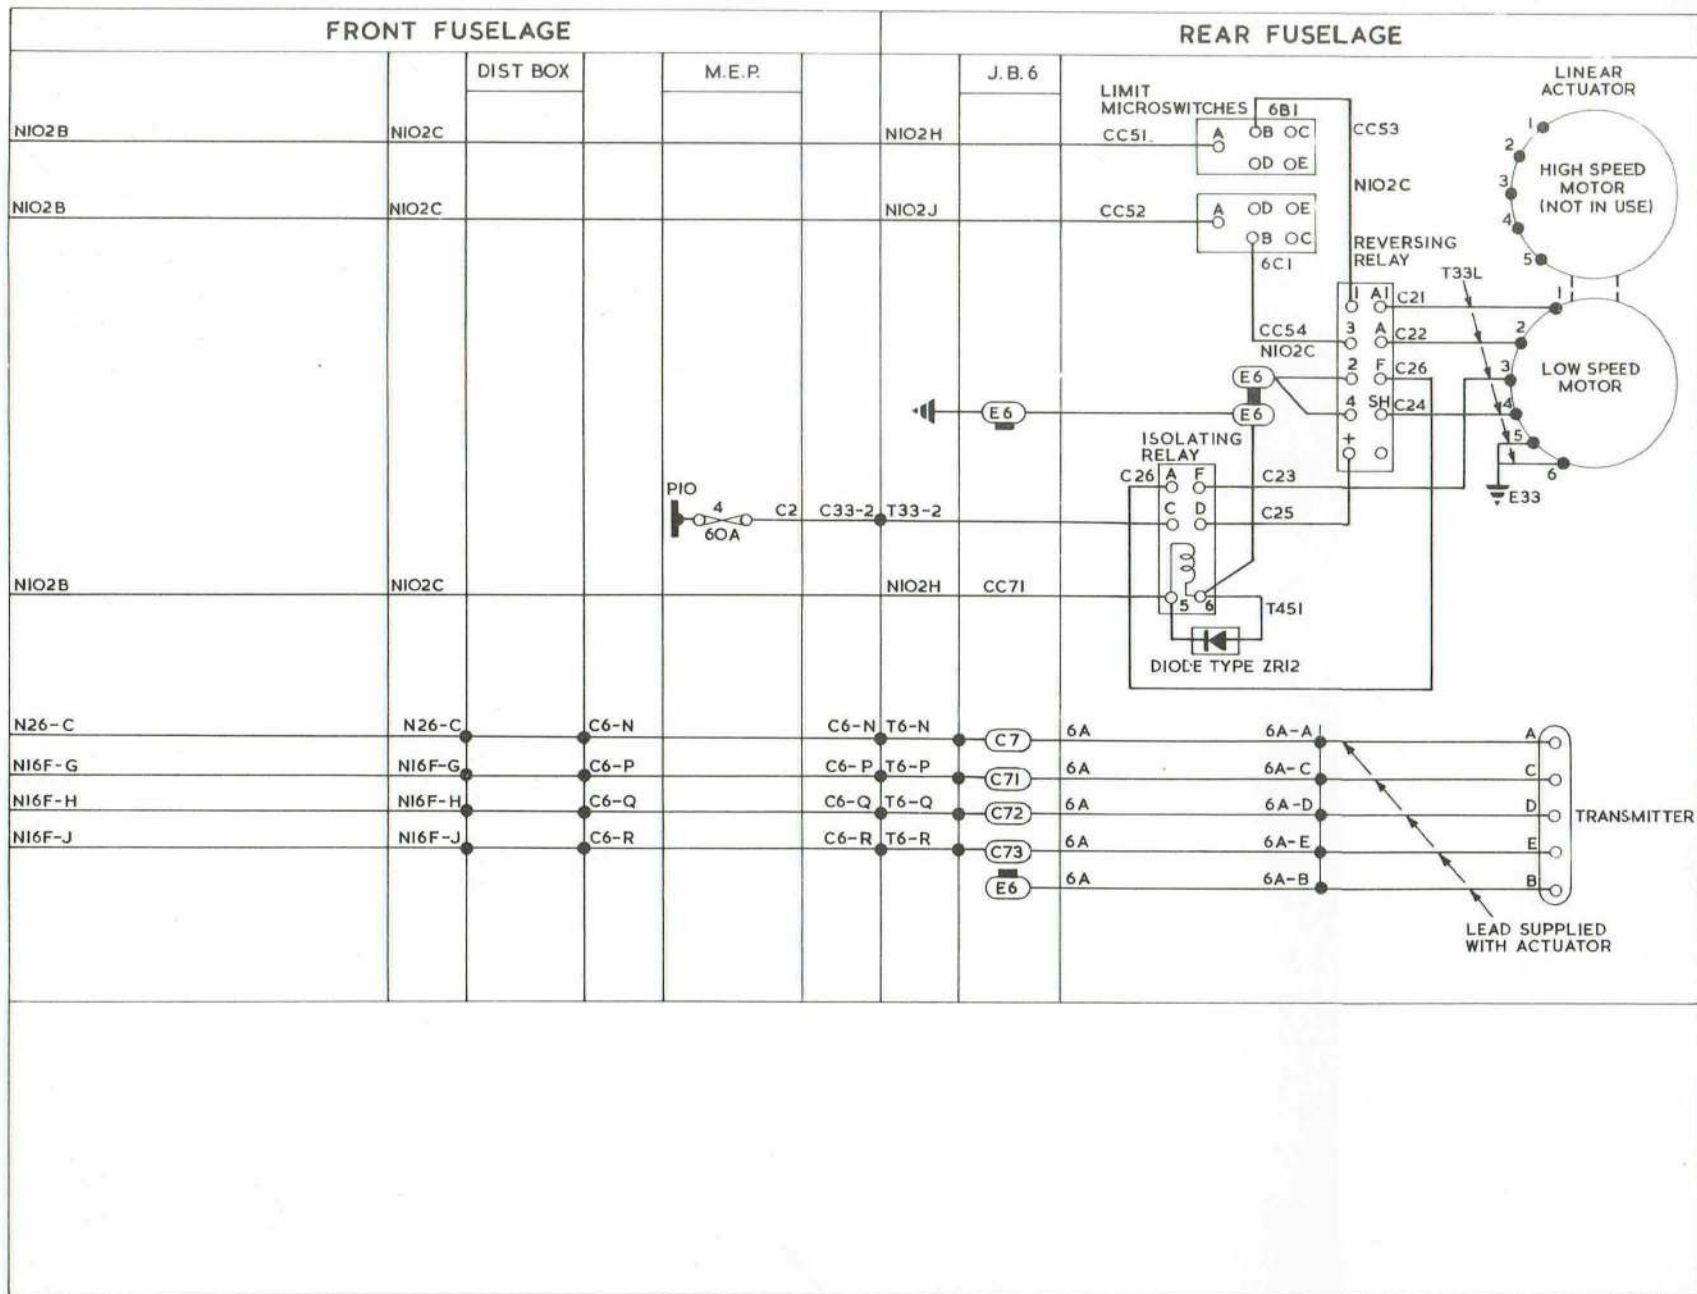 FRONT FUSELAGE
REAR FUSELAGE
DIST BOX
M.E.P.
J.B.6
LINEAR
ACTUATOR
LIMIT
MICROSWITCHES
6B1
N102B
N102C
N102H
CC51
A
OB OC
OD OE
CC53
1
2
3
4
5
HIGH SPEED
MOTOR
(NOT IN USE)
N102C
N102B
N102C
N102J
CC52
A
OD OE
OB OC
6C1
REVERSING
RELAY
T33L
1 A1 C21
1
CC54
3 A C22
2
N102C
E6
2 F C26
3
LOW SPEED
MOTOR
E6
E6
4 SH C24
4
+
5
6
E33
ISOLATING
RELAY
C26 A F C23
P10
4
60A
C2
C33-2
T33-2
C D C25
N102B
N102C
N102H
CC71
5 6
T451
DIODE TYPE ZR12
N26-C
N26-C
C6-N
C6-N
T6-N
C7
6A
6A-A
A
N16F-G
N16F-G
C6-P
C6-P
T6-P
C71
6A
6A-C
C
N16F-H
N16F-H
C6-Q
C6-Q
T6-Q
C72
6A
6A-D
D
TRANSMITTER
N16F-J
N16F-J
C6-R
C6-R
T6-R
C73
6A
6A-E
E
E6
6A
6A-B
B
LEAD SUPPLIED
WITH ACTUATOR